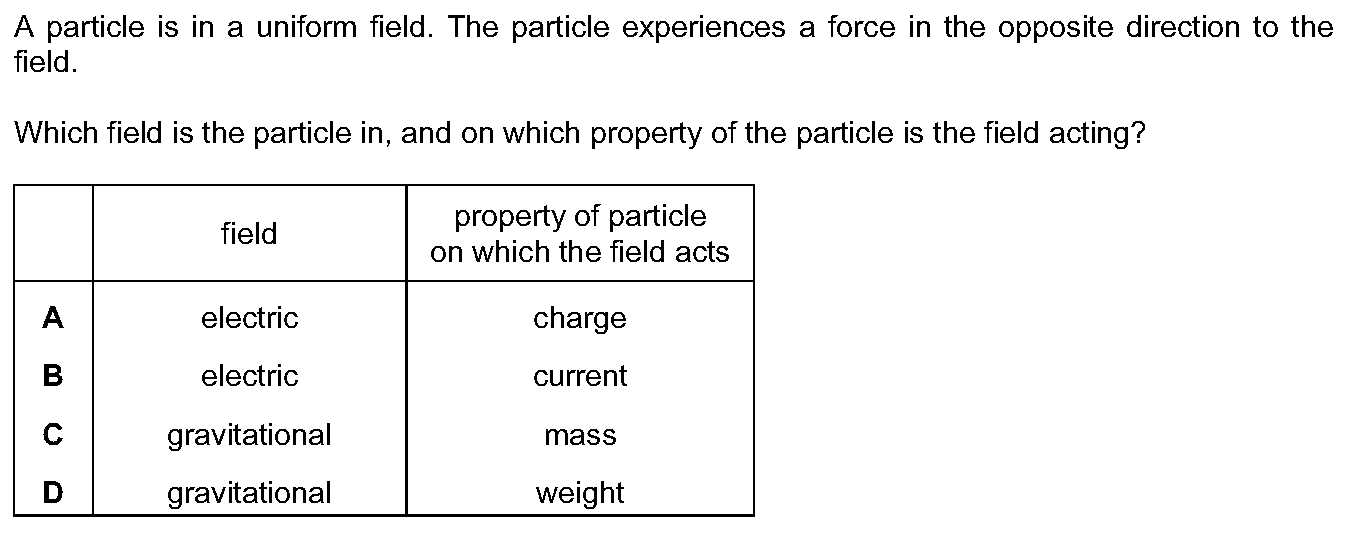 A particle is in a uniform field. The particle experiences a force in the opposite direction to the
field.
Which field is the particle in, and on which property of the particle is the field acting?
field
property of particle
on which the field acts
A electric charge
B electric current
C gravitational mass
D gravitational weight